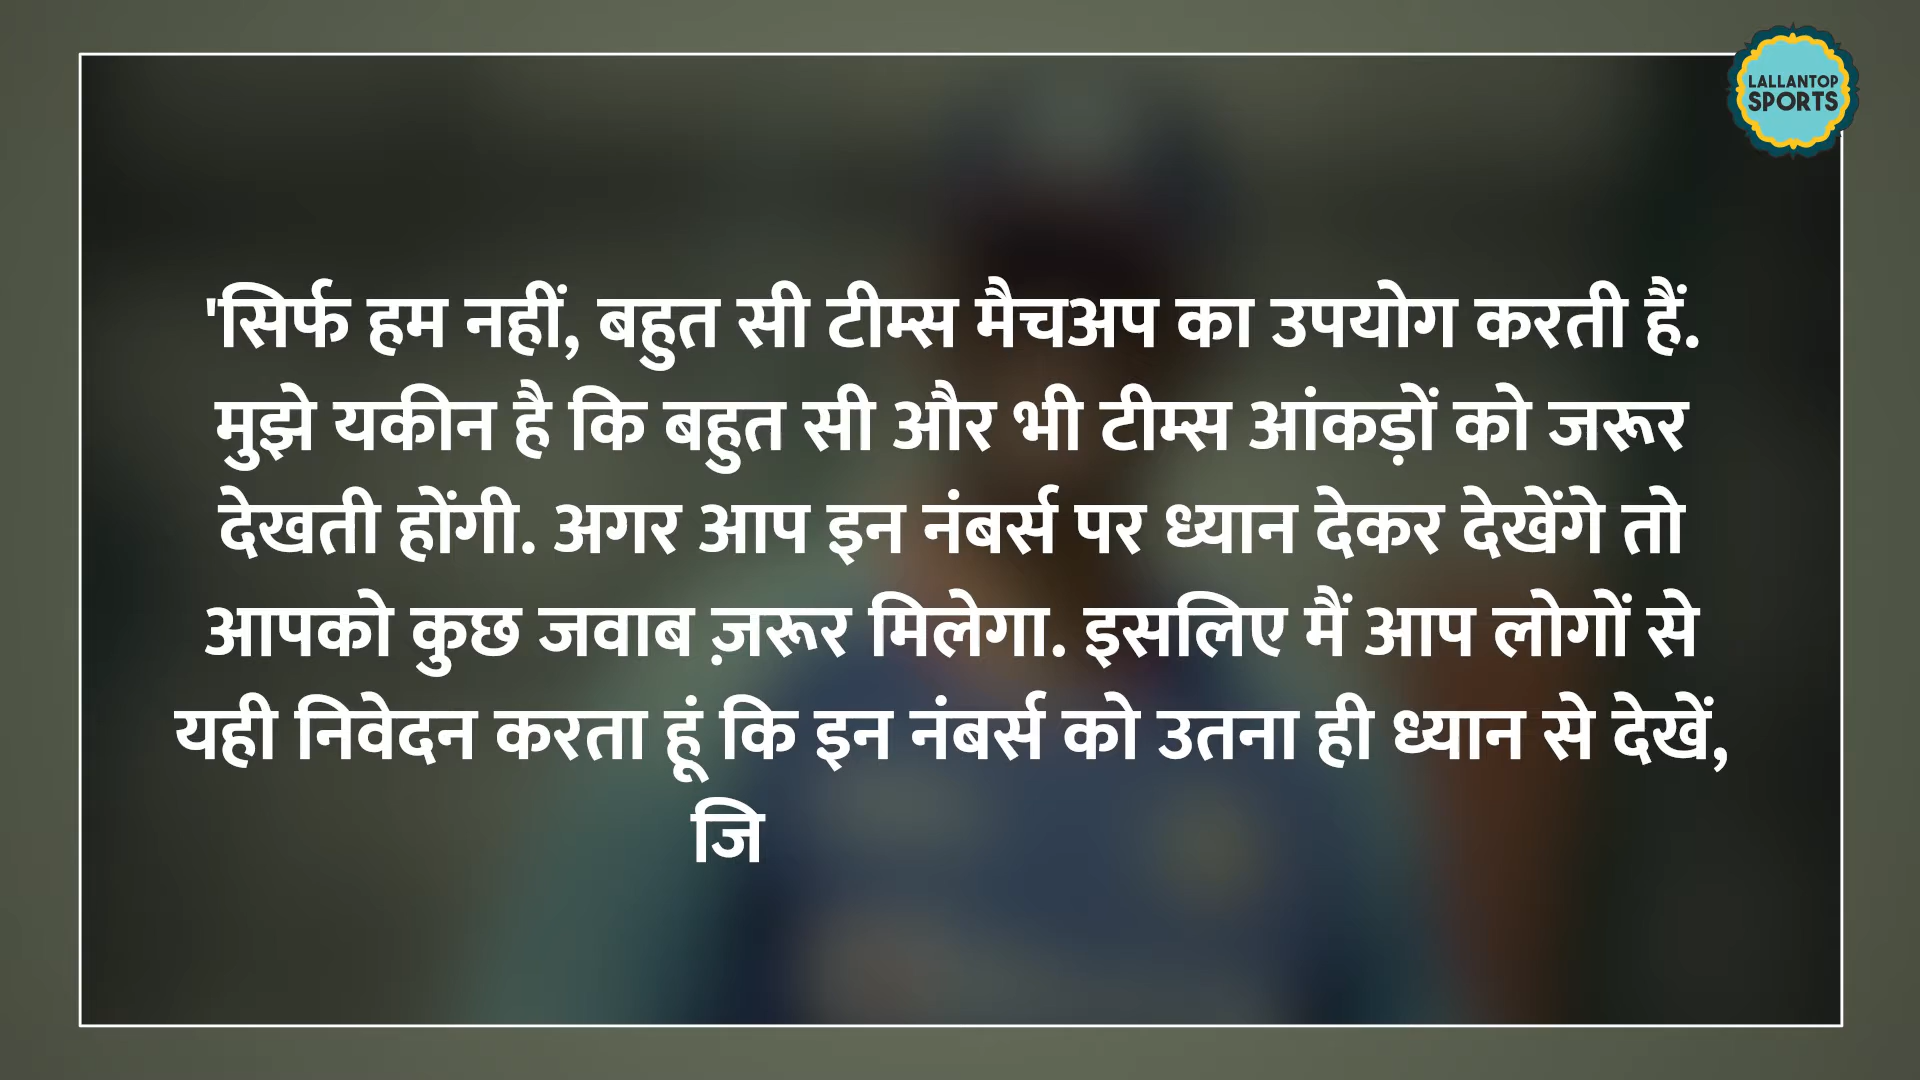 LALLANTOP
SPORTS
'सिर्फ हम नहीं, बहुत सी टीम्स मैचअप का उपयोग करती हैं.
मुझे यकीन है कि बहुत सी और भी टीम्स आंकड़ों को जरूर
देखती होंगी. अगर आप इन नंबर्स पर ध्यान देकर देखेंगे तो
आपको कुछ जवाब ज़रूर मिलेगा. इसलिए मैं आप लोगों से
यही निवेदन करता हूं कि इन नंबर्स को उतना ही ध्यान से देखें,
जि